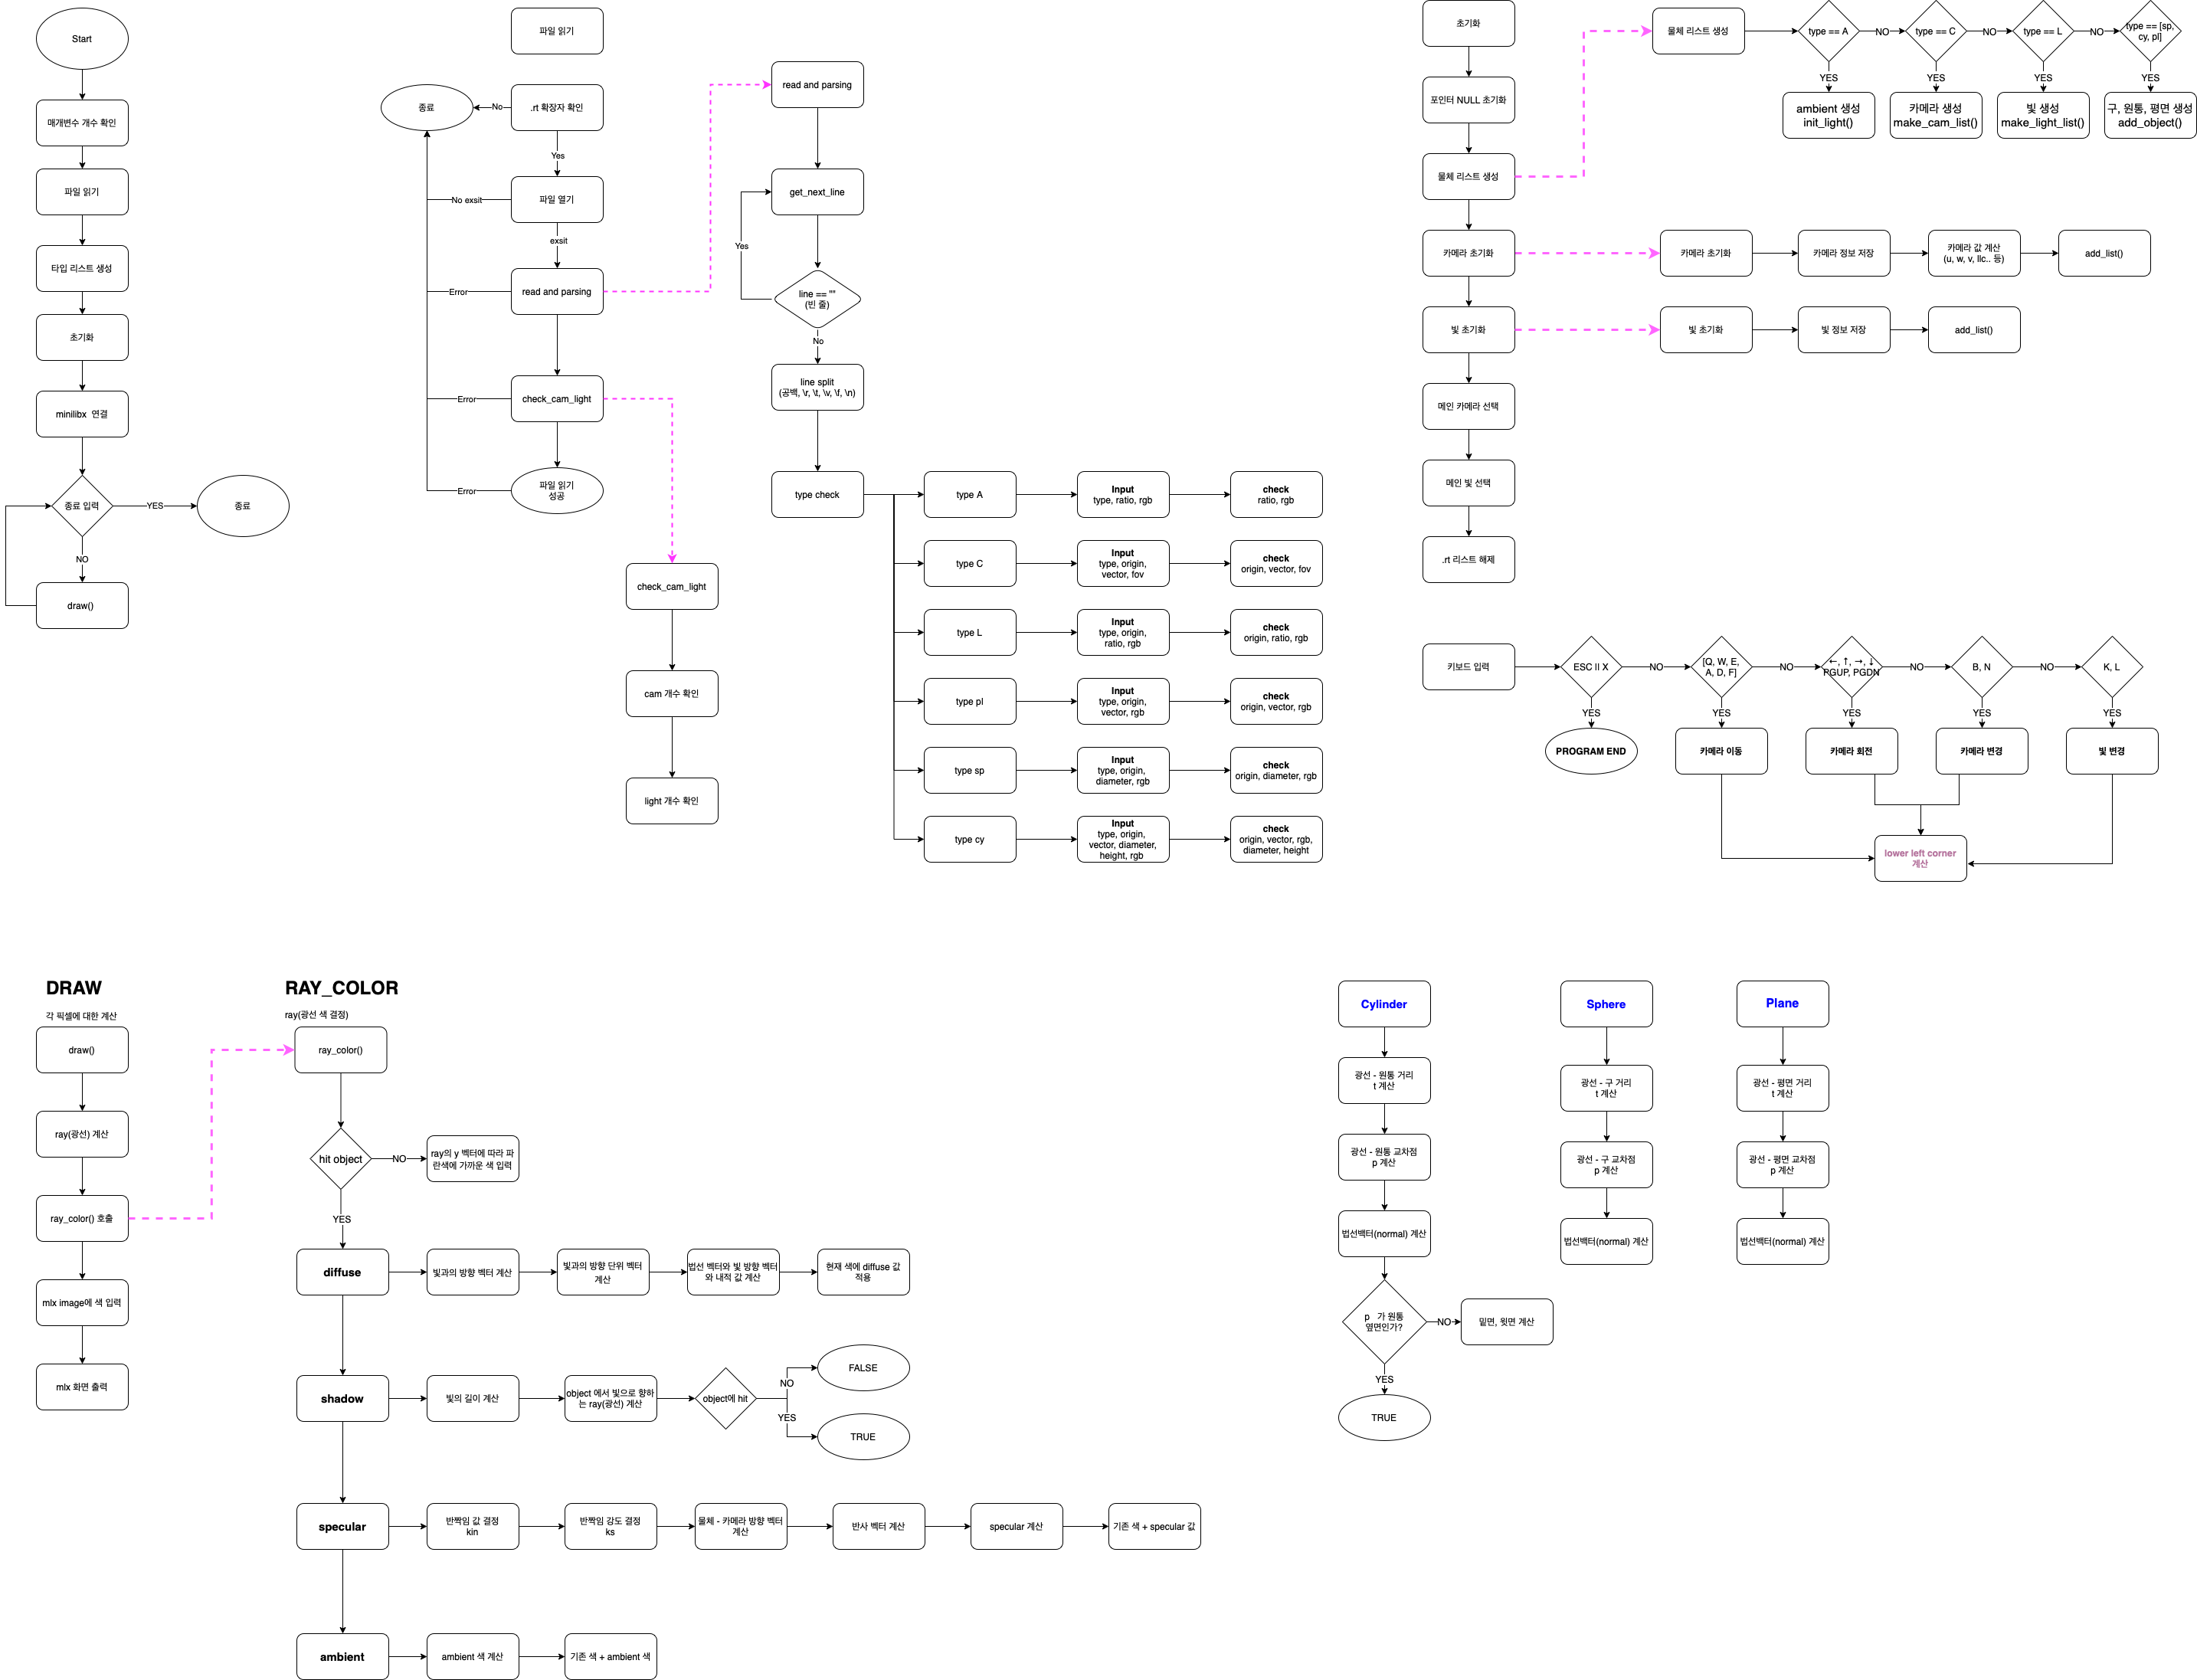 Start
매개변수 개수 확인
파일 읽기
타입 리스트 생성
초기화
minilibx 연결
종료 입력
YES
종료
NO
draw()
파일 읽기
종료
No
.rt 확장자 확인
Yes
No exsit
파일 열기
exsit
Error
read and parsing
Error
check_cam_light
Error
파일 읽기
성공
check_cam_light
cam 개수 확인
light 개수 확인
read and parsing
get_next_line
Yes
line == ""
(빈 줄)
No
line split
(공백, \r, \t, \v, \f, \n)
type check
type A
Input
type, ratio, rgb
check
ratio, rgb
type C
Input
type, origin,
vector, fov
check
origin, vector, fov
type L
Input
type, origin,
ratio, rgb
check
origin, ratio, rgb
type pl
Input
type, origin,
vector, rgb
check
origin, vector, rgb
type sp
Input
type, origin,
diameter, rgb
check
origin, diameter, rgb
type cy
Input
type, origin,
vector, diameter,
height, rgb
check
origin, vector, rgb,
diameter, height
초기화
포인터 NULL 초기화
물체 리스트 생성
카메라 초기화
빛 초기화
메인 카메라 선택
메인 빛 선택
.rt 리스트 해제
물체 리스트 생성
type == A
NO
type == C
NO
type == L
NO
type == [sp,
cy, pl]
YES
YES
YES
YES
ambient 생성
init_light()
카메라 생성
make_cam_list()
빛 생성
make_light_list()
구, 원통, 평면 생성
add_object()
카메라 초기화
카메라 정보 저장
카메라 값 계산
(u, w, v, llc.. 등)
add_list()
빛 초기화
빛 정보 저장
add_list()
키보드 입력
ESC || X
NO
[Q, W, E,
A, D, F]
NO
←, ↑, →, ↓
PGUP, PGDN
NO
B, N
NO
K, L
YES
YES
YES
YES
YES
PROGRAM END
카메라 이동
카메라 회전
카메라 변경
빛 변경
lower left corner
계산
DRAW
각 픽셀에 대한 계산
draw()
ray(광선) 계산
ray_color() 호출
mlx image에 색 입력
mlx 화면 출력
RAY_COLOR
ray(광선 색 결정)
ray_color()
hit object
NO
ray의 y 벡터에 따라 파
란색에 가까운 색 입력
YES
diffuse
빛과의 방향 벡터 계산
빛과의 방향 단위 벡터
계산
법선 벡터와 빛 방향 벡터
와 내적 값 계산
현재 색에 diffuse 값
적용
shadow
빛의 길이 계산
object 에서 빛으로 향하
는 ray(광선) 계산
object에 hit
NO
FALSE
YES
TRUE
specular
반짝임 값 결정
kin
반짝임 강도 결정
ks
물체 - 카메라 방향 벡터
계산
반사 벡터 계산
specular 계산
기존 색 + specular 값
ambient
ambient 색 계산
기존 색 + ambient 색
Cylinder
광선 - 원통 거리
t 계산
광선 - 원통 교차점
p 계산
법선백터(normal) 계산
p 가 원통
옆면인가?
NO
밑면, 윗면 계산
YES
TRUE
Sphere
광선 - 구 거리
t 계산
광선 - 구 교차점
p 계산
법선백터(normal) 계산
Plane
광선 - 평면 거리
t 계산
광선 - 평면 교차점
p 계산
법선백터(normal) 계산